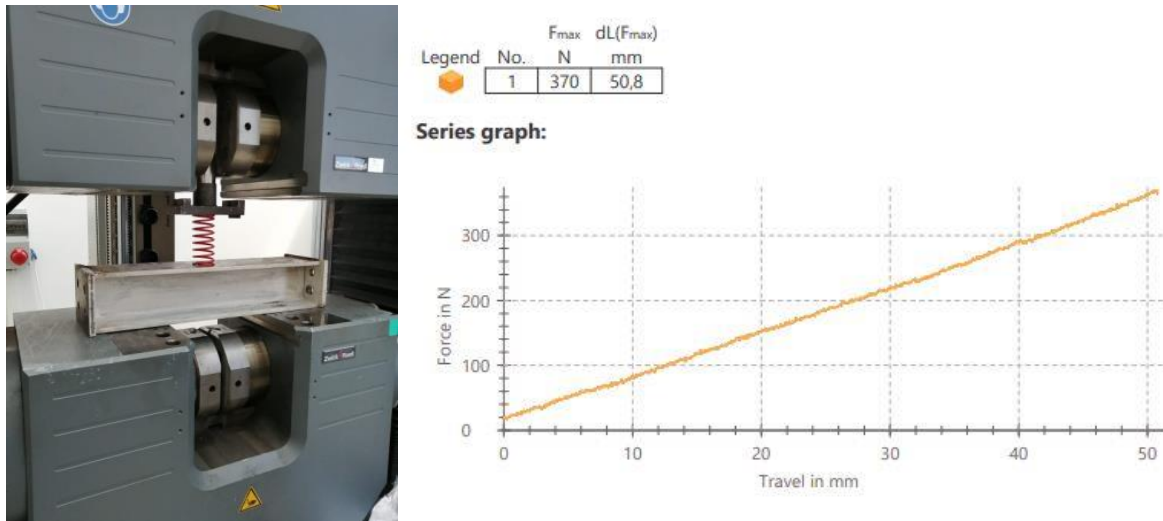 Fmax dL(Fmax)
Legend No. N mm
1 370 50,8
Series graph:
Force in N
300
200
100
0
0 10 20 30 40 50
Travel in mm